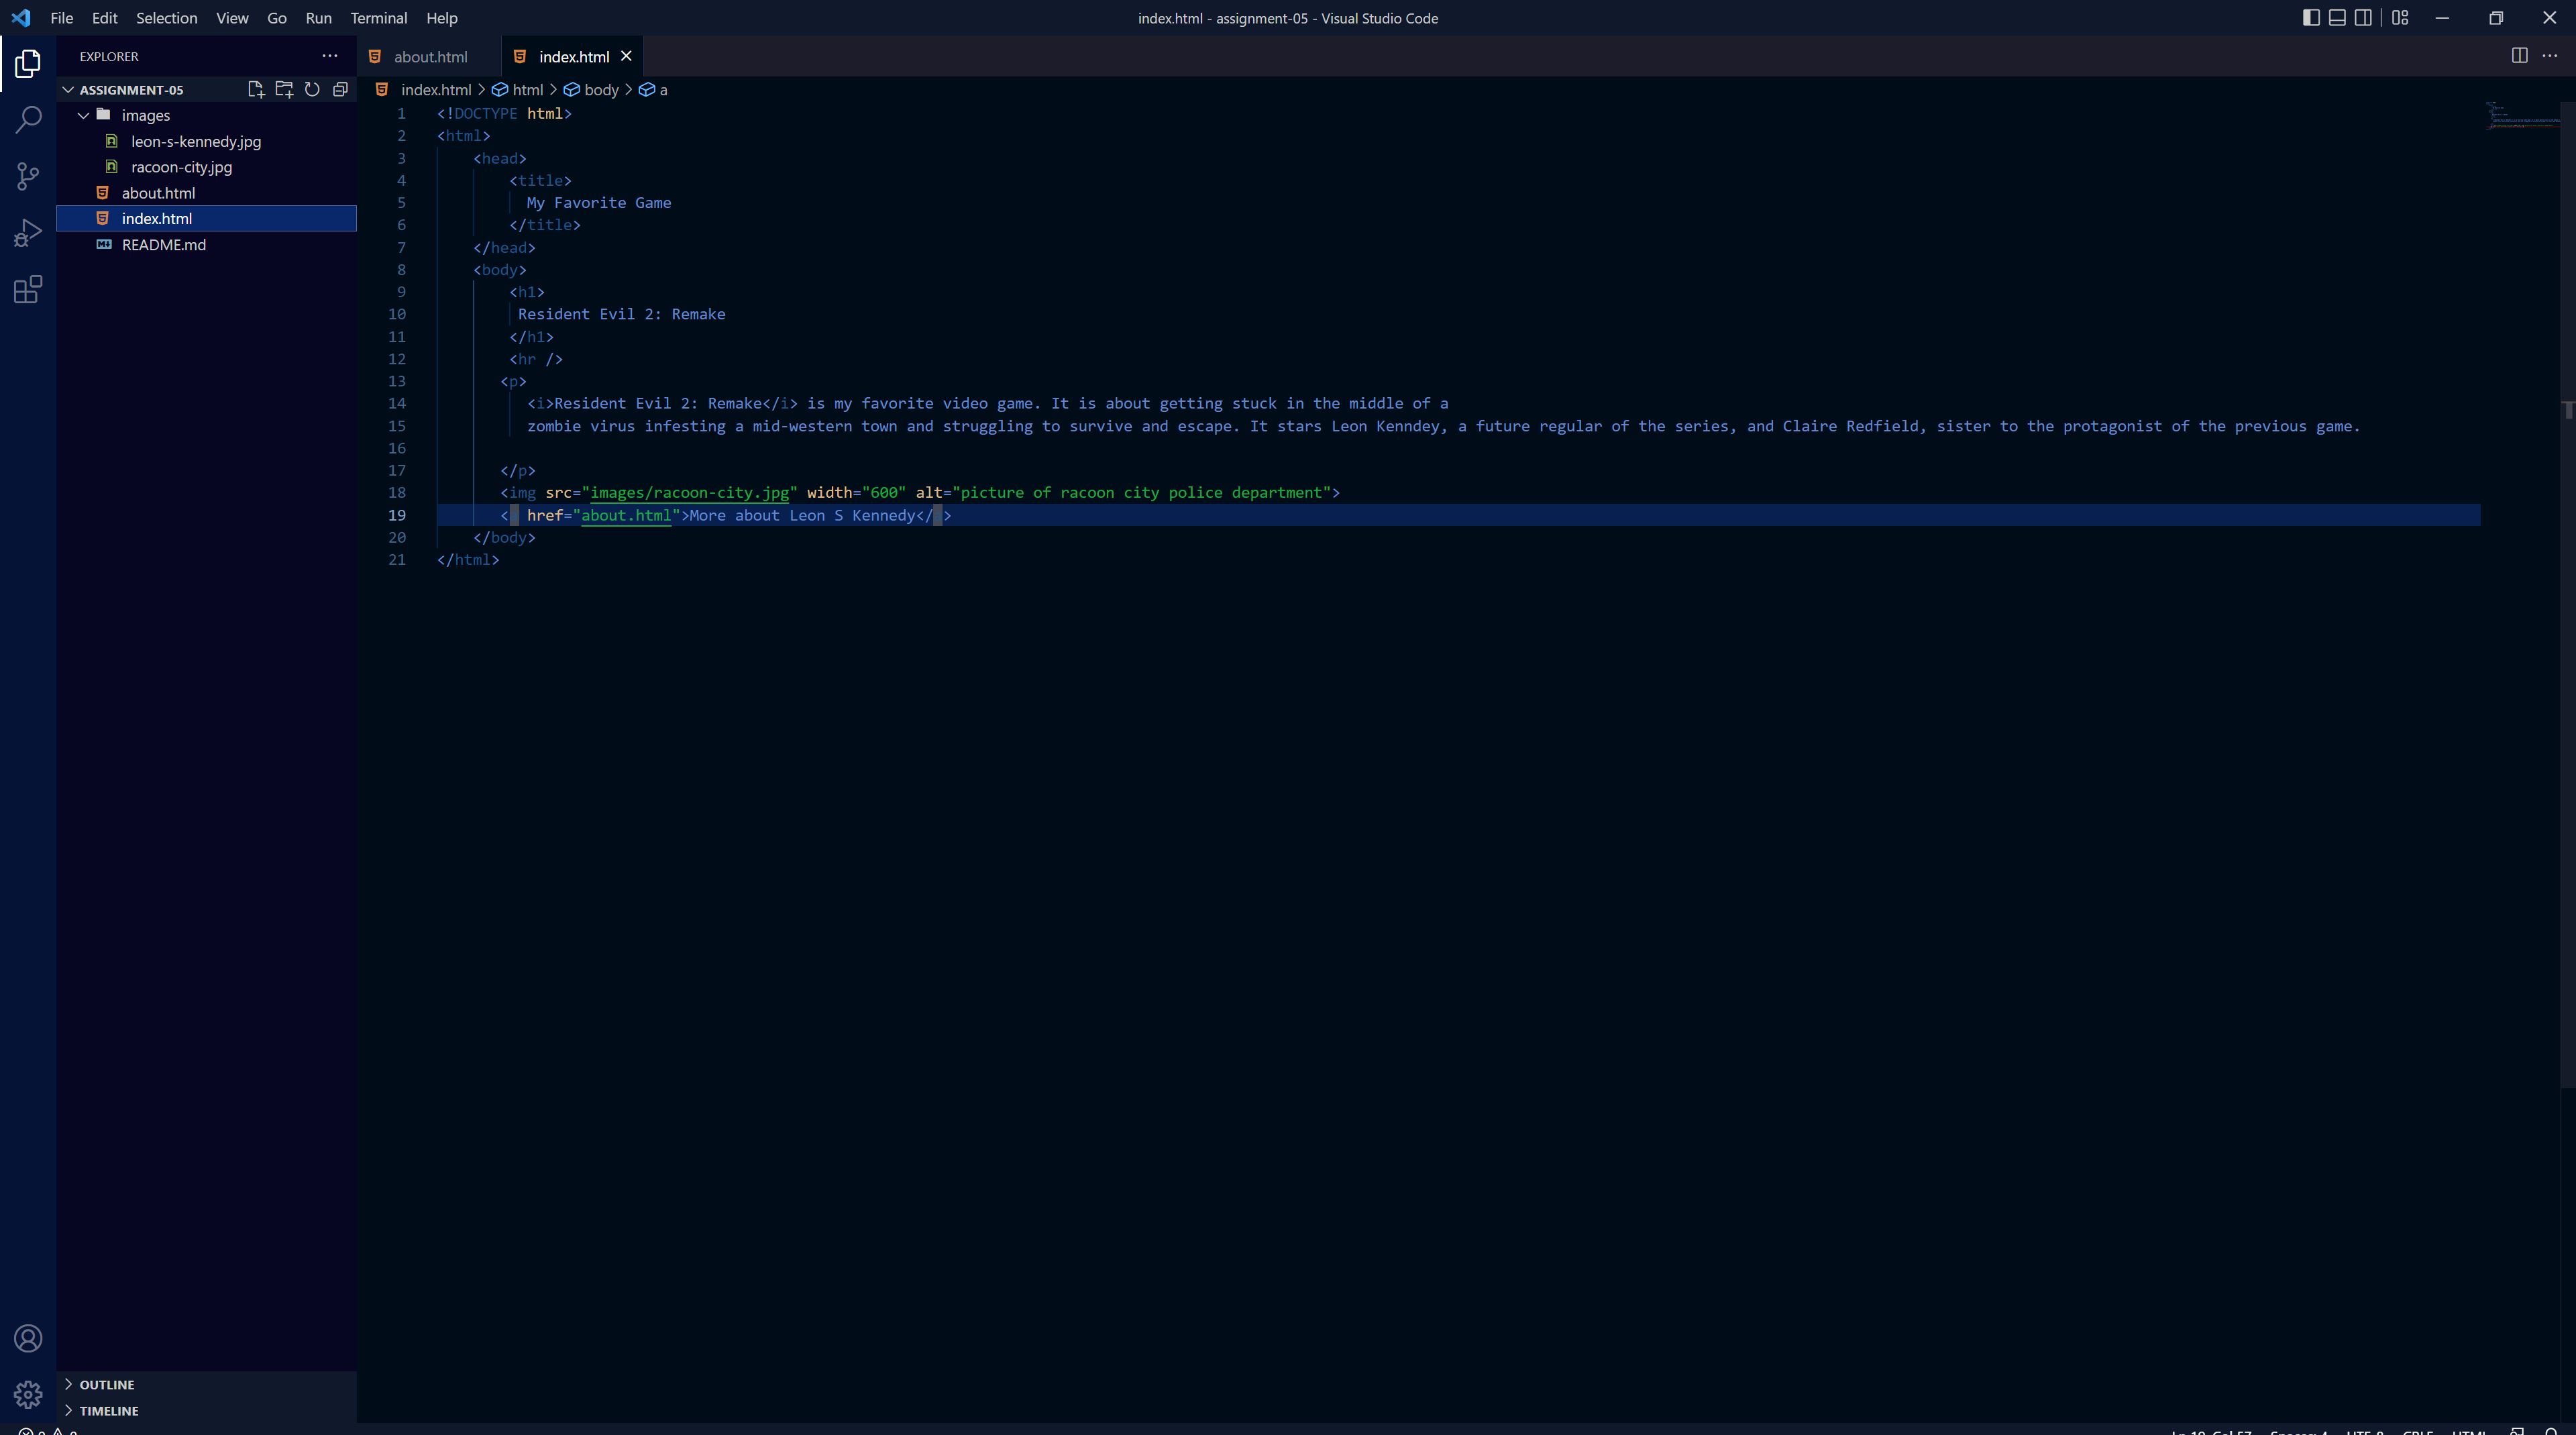 File Edit Selection View Go Run Terminal Help
index.html - assignment-05 - Visual Studio Code
EXPLORER
about.html
index.html
ASSIGNMENT-05
index.html > html > body > a
images
leon-s-kennedy.jpg
racoon-city.jpg
about.html
index.html
README.md
1 <!DOCTYPE html>
2 <html>
3 <head>
4 <title>
5 My Favorite Game
6 </title>
7 </head>
8 <body>
9 <h1>
10 Resident Evil 2: Remake
11 </h1>
12 <hr />
13 <p>
14 <i>Resident Evil 2: Remake</i> is my favorite video game. It is about getting stuck in the middle of a
15 zombie virus infesting a mid-western town and struggling to survive and escape. It stars Leon Kenndey, a future regular of the series, and Claire Redfield, sister to the protagonist of the previous game.
16
17 </p>
18 <img src="images/racoon-city.jpg" width="600" alt="picture of racoon city police department">
19 < href="about.html">More about Leon S Kennedy</ >
20 </body>
21 </html>
OUTLINE
TIMELINE